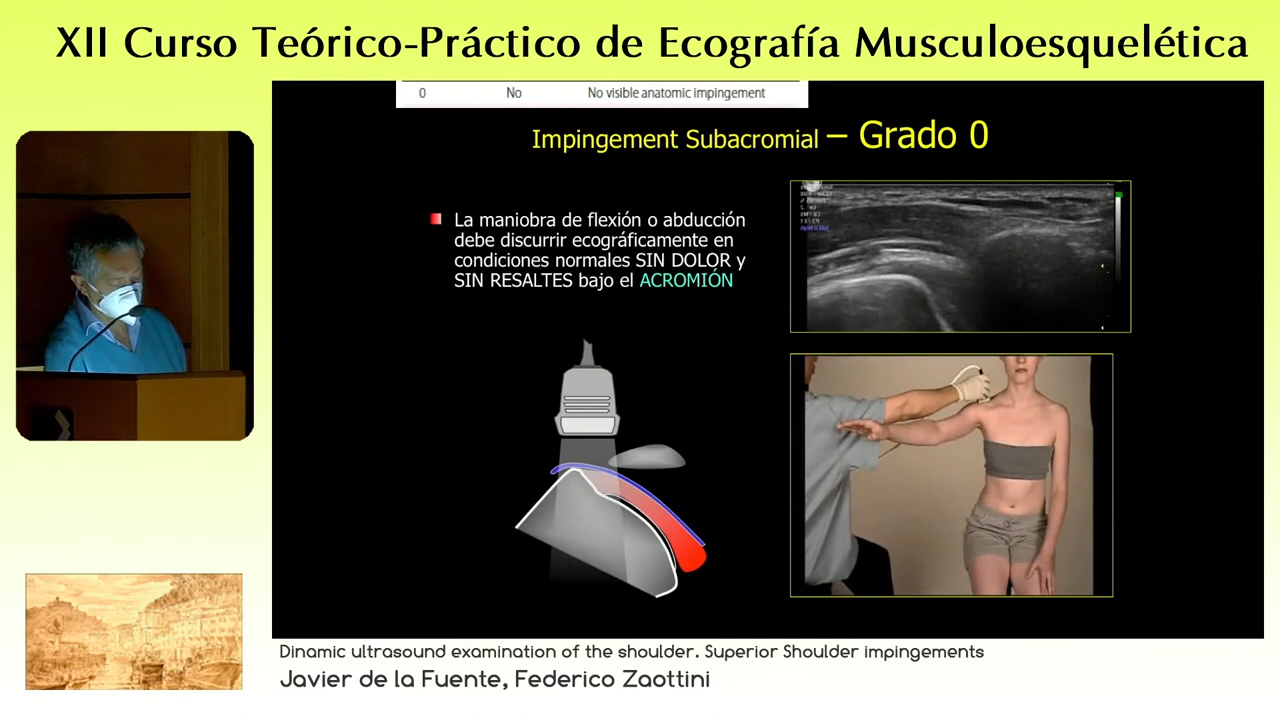 XII Curso Teórico-Práctico de Ecografía Musculoesquelética
0 No No visible anatomic impingement
Impingement Subacromial – Grado 0
La maniobra de flexión o abducción
debe discurrir ecográficamente en
condiciones normales SIN DOLOR y
SIN RESALTES bajo el ACROMIÓN
Dinamic ultrasound examination of the shoulder. Superior Shoulder impingements
Javier de la Fuente, Federico Zaottini